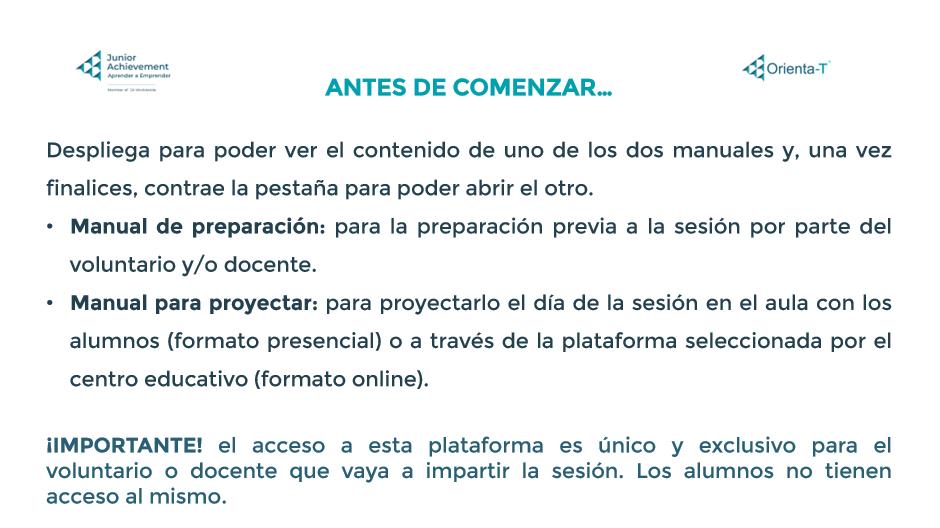 Junior
Achievement
Aprender a Emprender
Member of JA Worldwide
Orienta-T
ANTES DE COMENZAR...
Despliega para poder ver el contenido de uno de los dos manuales y, una vez
finalices, contrae la pestaña para poder abrir el otro.
• Manual de preparación: para la preparación previa a la sesión por parte del
voluntario y/o docente.
• Manual para proyectar: para proyectarlo el día de la sesión en el aula con los
alumnos (formato presencial) o a través de la plataforma seleccionada por el
centro educativo (formato online).
¡IMPORTANTE! el acceso a esta plataforma es único y exclusivo para el
voluntario o docente que vaya a impartir la sesión. Los alumnos no tienen
acceso al mismo.